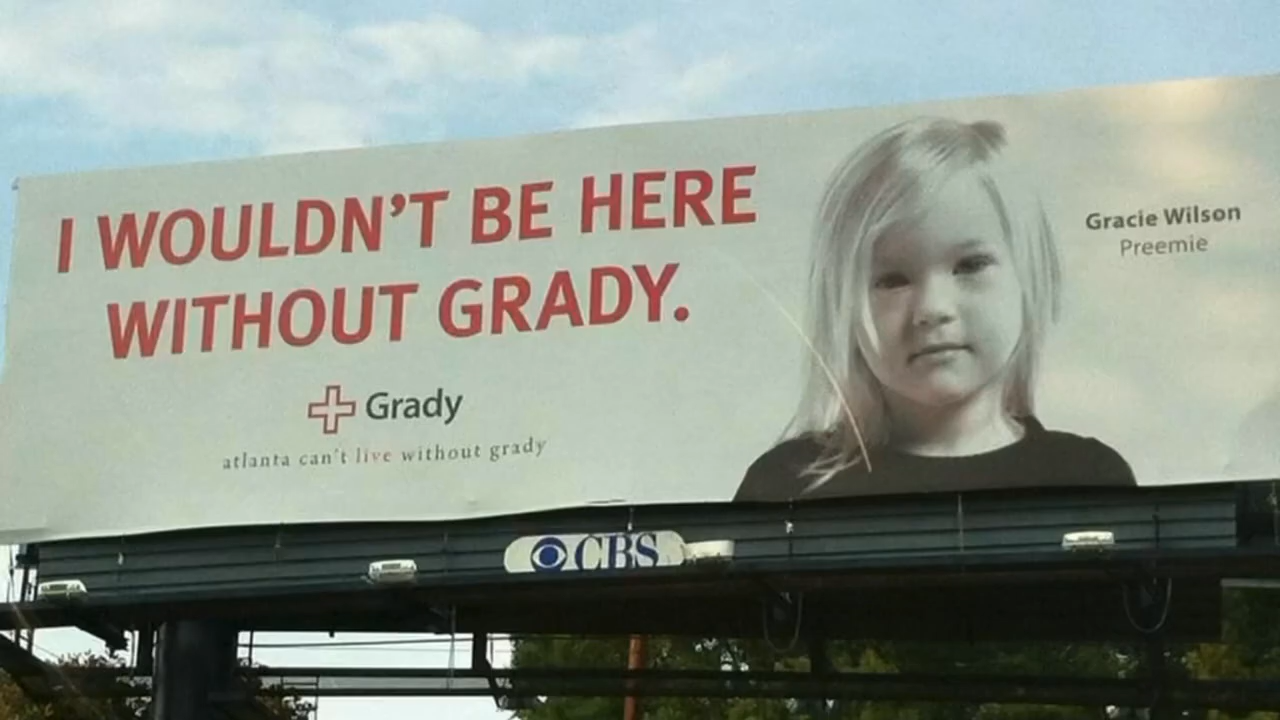 I WOULDN'T BE HERE
WITHOUT GRADY.
Grady
atlanta can't live without grady
Gracie Wilson
Preemie
CBS